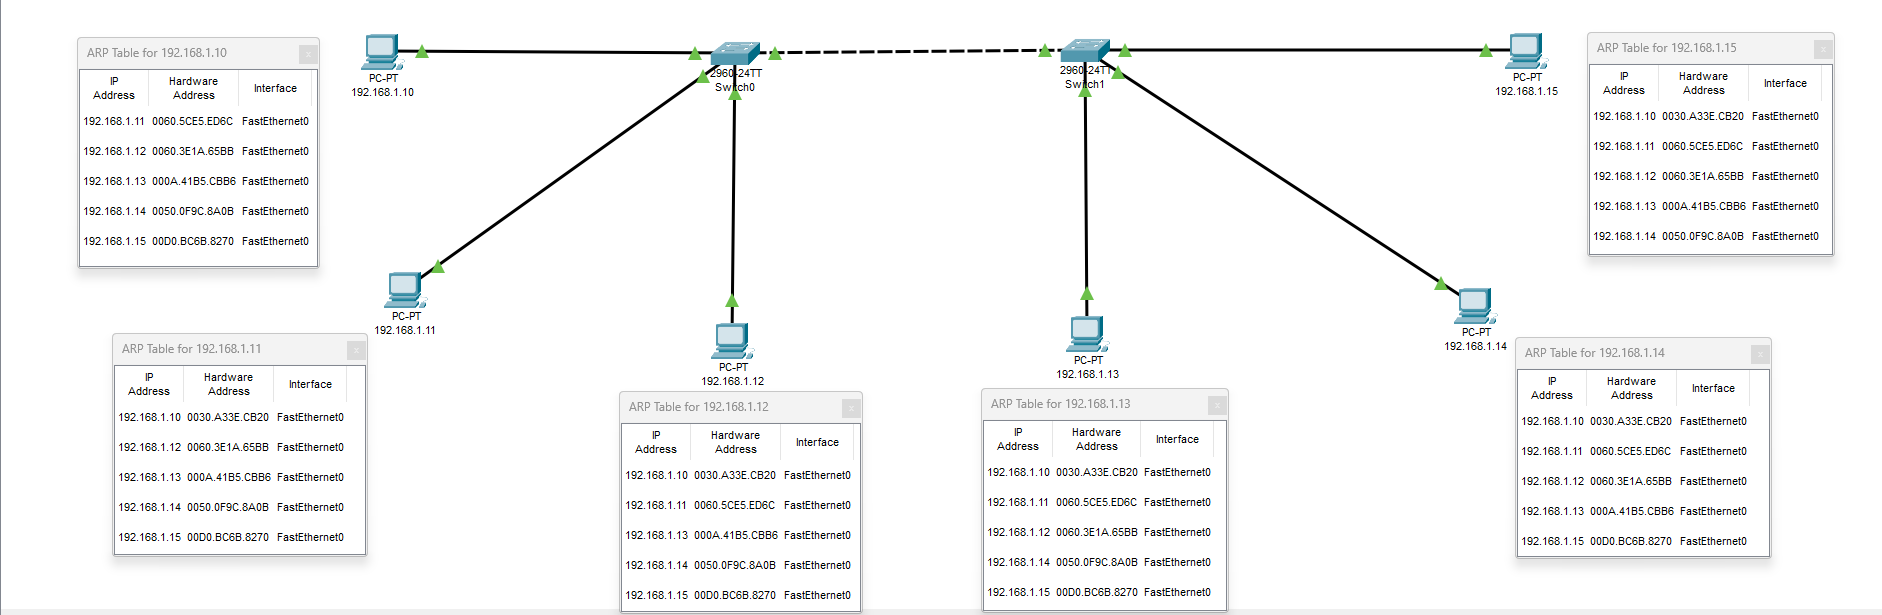 ARP Table for 192.168.1.10
x
IP Address Hardware Address Interface
192.168.1.11 0060.5CE5.ED6C FastEthernet0
192.168.1.12 0060.3E1A.65BB FastEthernet0
192.168.1.13 000A.41B5.CBB6 FastEthernet0
192.168.1.14 0050.0F9C.8A0B FastEthernet0
192.168.1.15 00D0.BC6B.8270 FastEthernet0
PC-PT
192.168.1.10
2960-24TT
Switch0
2960-24TT
Switch1
PC-PT
192.168.1.15
ARP Table for 192.168.1.15
x
IP Address Hardware Address Interface
192.168.1.10 0030.A33E.CB20 FastEthernet0
192.168.1.11 0060.5CE5.ED6C FastEthernet0
192.168.1.12 0060.3E1A.65BB FastEthernet0
192.168.1.13 000A.41B5.CBB6 FastEthernet0
192.168.1.14 0050.0F9C.8A0B FastEthernet0
PC-PT
192.168.1.11
PC-PT
192.168.1.12
PC-PT
192.168.1.13
PC-PT
192.168.1.14
ARP Table for 192.168.1.11
x
IP Address Hardware Address Interface
192.168.1.10 0030.A33E.CB20 FastEthernet0
192.168.1.12 0060.3E1A.65BB FastEthernet0
192.168.1.13 000A.41B5.CBB6 FastEthernet0
192.168.1.14 0050.0F9C.8A0B FastEthernet0
192.168.1.15 00D0.BC6B.8270 FastEthernet0
ARP Table for 192.168.1.12
x
IP Address Hardware Address Interface
192.168.1.10 0030.A33E.CB20 FastEthernet0
192.168.1.11 0060.5CE5.ED6C FastEthernet0
192.168.1.13 000A.41B5.CBB6 FastEthernet0
192.168.1.14 0050.0F9C.8A0B FastEthernet0
192.168.1.15 00D0.BC6B.8270 FastEthernet0
ARP Table for 192.168.1.13
x
IP Address Hardware Address Interface
192.168.1.10 0030.A33E.CB20 FastEthernet0
192.168.1.11 0060.5CE5.ED6C FastEthernet0
192.168.1.12 0060.3E1A.65BB FastEthernet0
192.168.1.14 0050.0F9C.8A0B FastEthernet0
192.168.1.15 00D0.BC6B.8270 FastEthernet0
ARP Table for 192.168.1.14
x
IP Address Hardware Address Interface
192.168.1.10 0030.A33E.CB20 FastEthernet0
192.168.1.11 0060.5CE5.ED6C FastEthernet0
192.168.1.12 0060.3E1A.65BB FastEthernet0
192.168.1.13 000A.41B5.CBB6 FastEthernet0
192.168.1.15 00D0.BC6B.8270 FastEthernet0